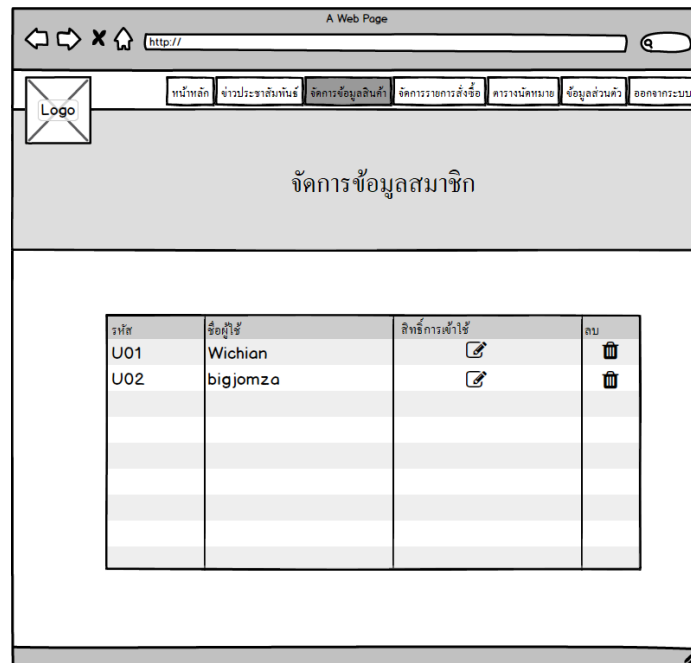 A Web Page
http://
Logo
หน้าหลัก ข่าวประชาสัมพันธ์ จัดการข้อมูลสินค้า จัดการรายการสั่งซื้อ ตารางนัดหมาย ข้อมูลส่วนตัว ออกจากระบบ
จัดการข้อมูลสมาชิก
รหัส ชื่อผู้ใช้ สิทธิ์การเข้าใช้ ลบ
U01 Wichian
U02 bigjomza